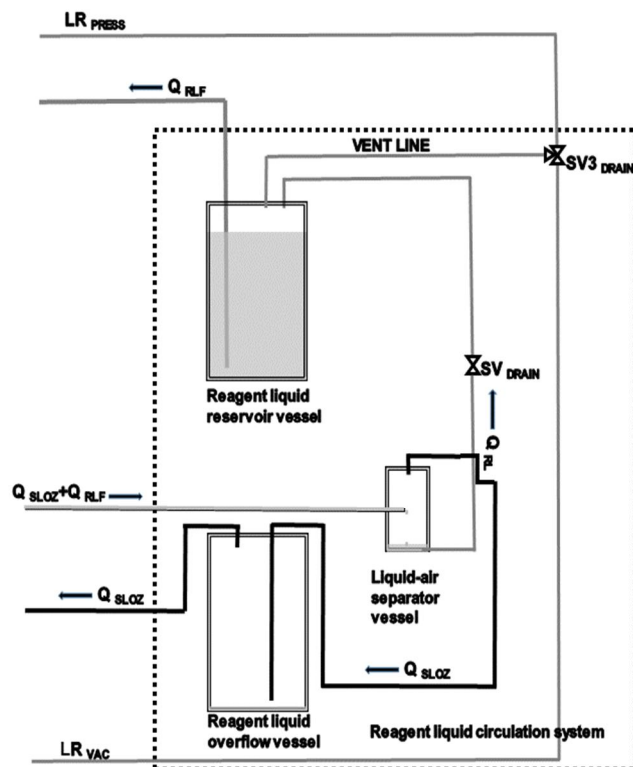 LR PRESS
Q RLF
VENT LINE
SV3 DRAIN
Reagent liquid
reservoir vessel
SV DRAIN
Q RL
Q SLOZ+Q RLF
Liquid-air
separator
vessel
Q SLOZ
Q SLOZ
Reagent liquid
overflow vessel
Reagent liquid circulation system
LR VAC